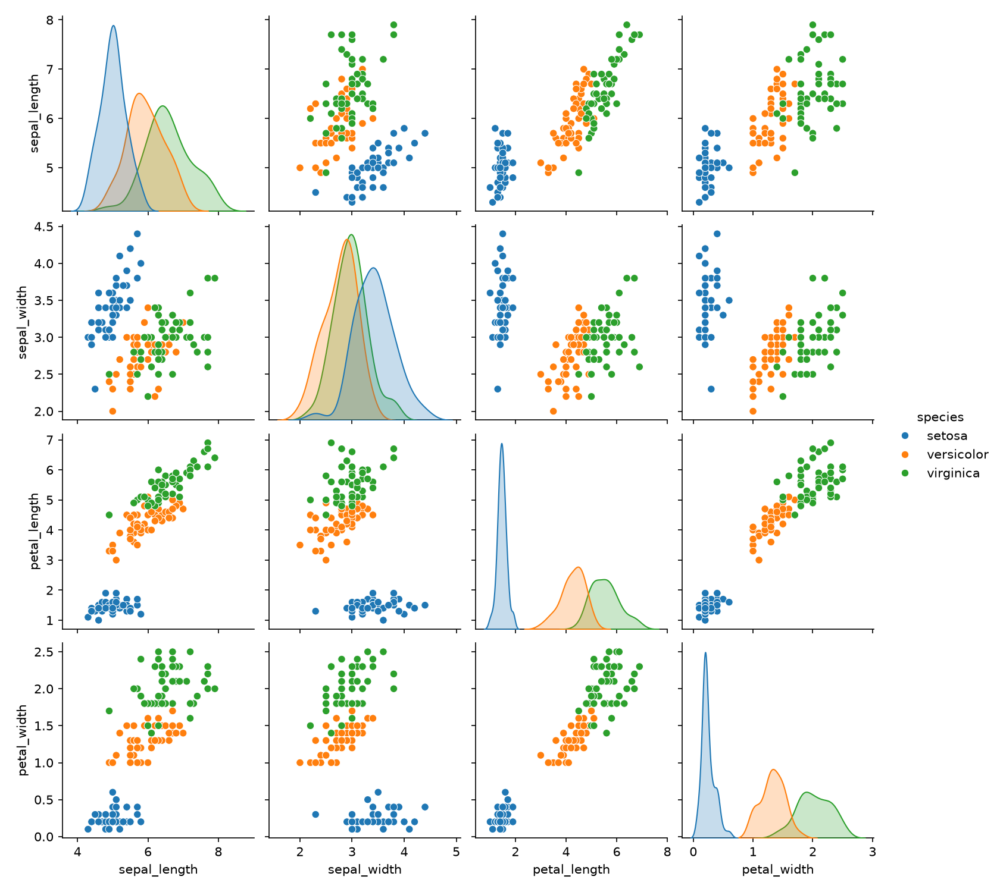 8
7
6
5
sepal_length
4.5
4.0
3.5
3.0
2.5
2.0
sepal_width
7
6
5
4
3
2
1
petal_length
2.5
2.0
1.5
1.0
0.5
0.0
petal_width
4 6 8
sepal_length
2 3 4 5
sepal_width
2 4 6 8
petal_length
0 1 2 3
petal_width
species
setosa
versicolor
virginica